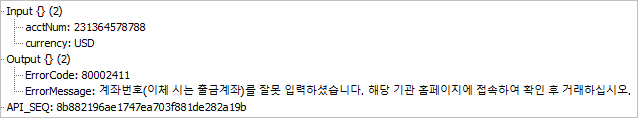 Input {} (2)
acctNum: 231364578788
currency: USD
Output {} (2)
ErrorCode: 80002411
ErrorMessage: 계좌번호(이체 시는 출금계좌)를 잘못 입력하셨습니다. 해당 기관 홈페이지에 접속하여 확인 후 거래하십시오.
API_SEQ: 8b882196ae1747ea703f881de282a19b